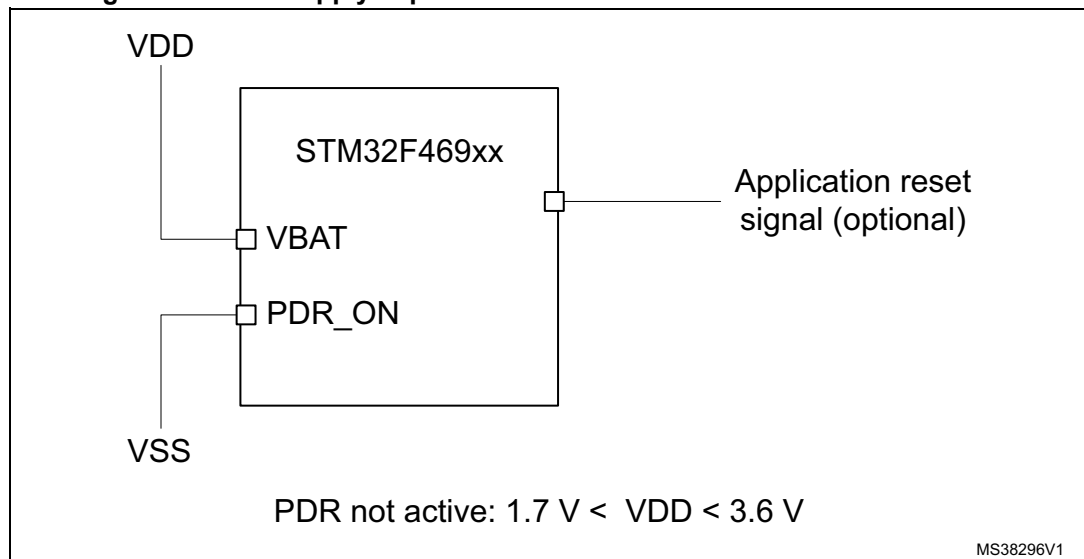 VDD
STM32F469xx
Application reset
signal (optional)
VBAT
PDR_ON
VSS
PDR not active: 1.7 V < VDD < 3.6 V
MS38296V1